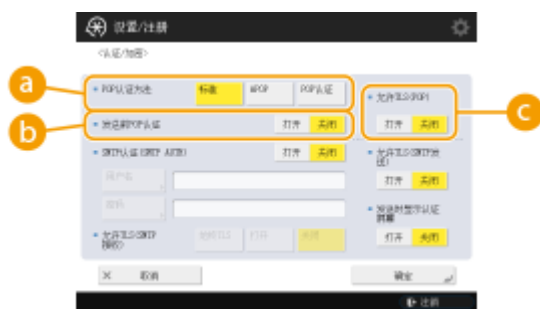 设置/注册
<认证/加密>
a
POP认证方法
标准
APOP
POP认证
允许TLS(POP)
b
发送前POP认证
打开
关闭
打开
关闭
c
SMTP认证(SMTP AUTH)
打开
关闭
允许TLS(SMTP发送)
用户名
打开
关闭
密码
发送时显示认证屏幕
允许TLS(SMTP接收)
始终TLS
打开
关闭
打开
关闭
× 取消
确定
注销